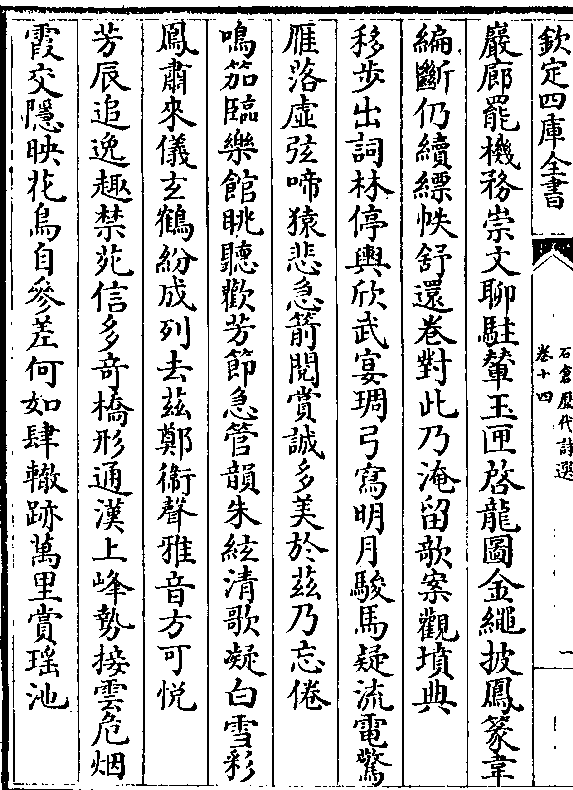 欽定四庫全書
石倉歷代詩選
卷十四
一
巖廊罷機務崇文聊駐輦玉匣啓龍圖金繩披鳳篆韋
編斷仍續縹帙舒還卷對此乃淹留欹案觀墳典
移步出詞林停輿欣武宴琱弓寫明月駿馬疑流電驚
雁落虛弦啼猿悲急箭閱賞誠多美於茲乃忘倦
鳴笳臨樂館眺聽歡芳節急管韻朱絃清歌凝白雪彩
鳳肅來儀玄鶴紛成列去茲鄭衞聲雅音方可悅
芳辰追逸趣禁苑信多奇橋形通漢上峰勢接雲危烟
霞交隱映花鳥自參差何如肆轍跡萬里賞瑤池